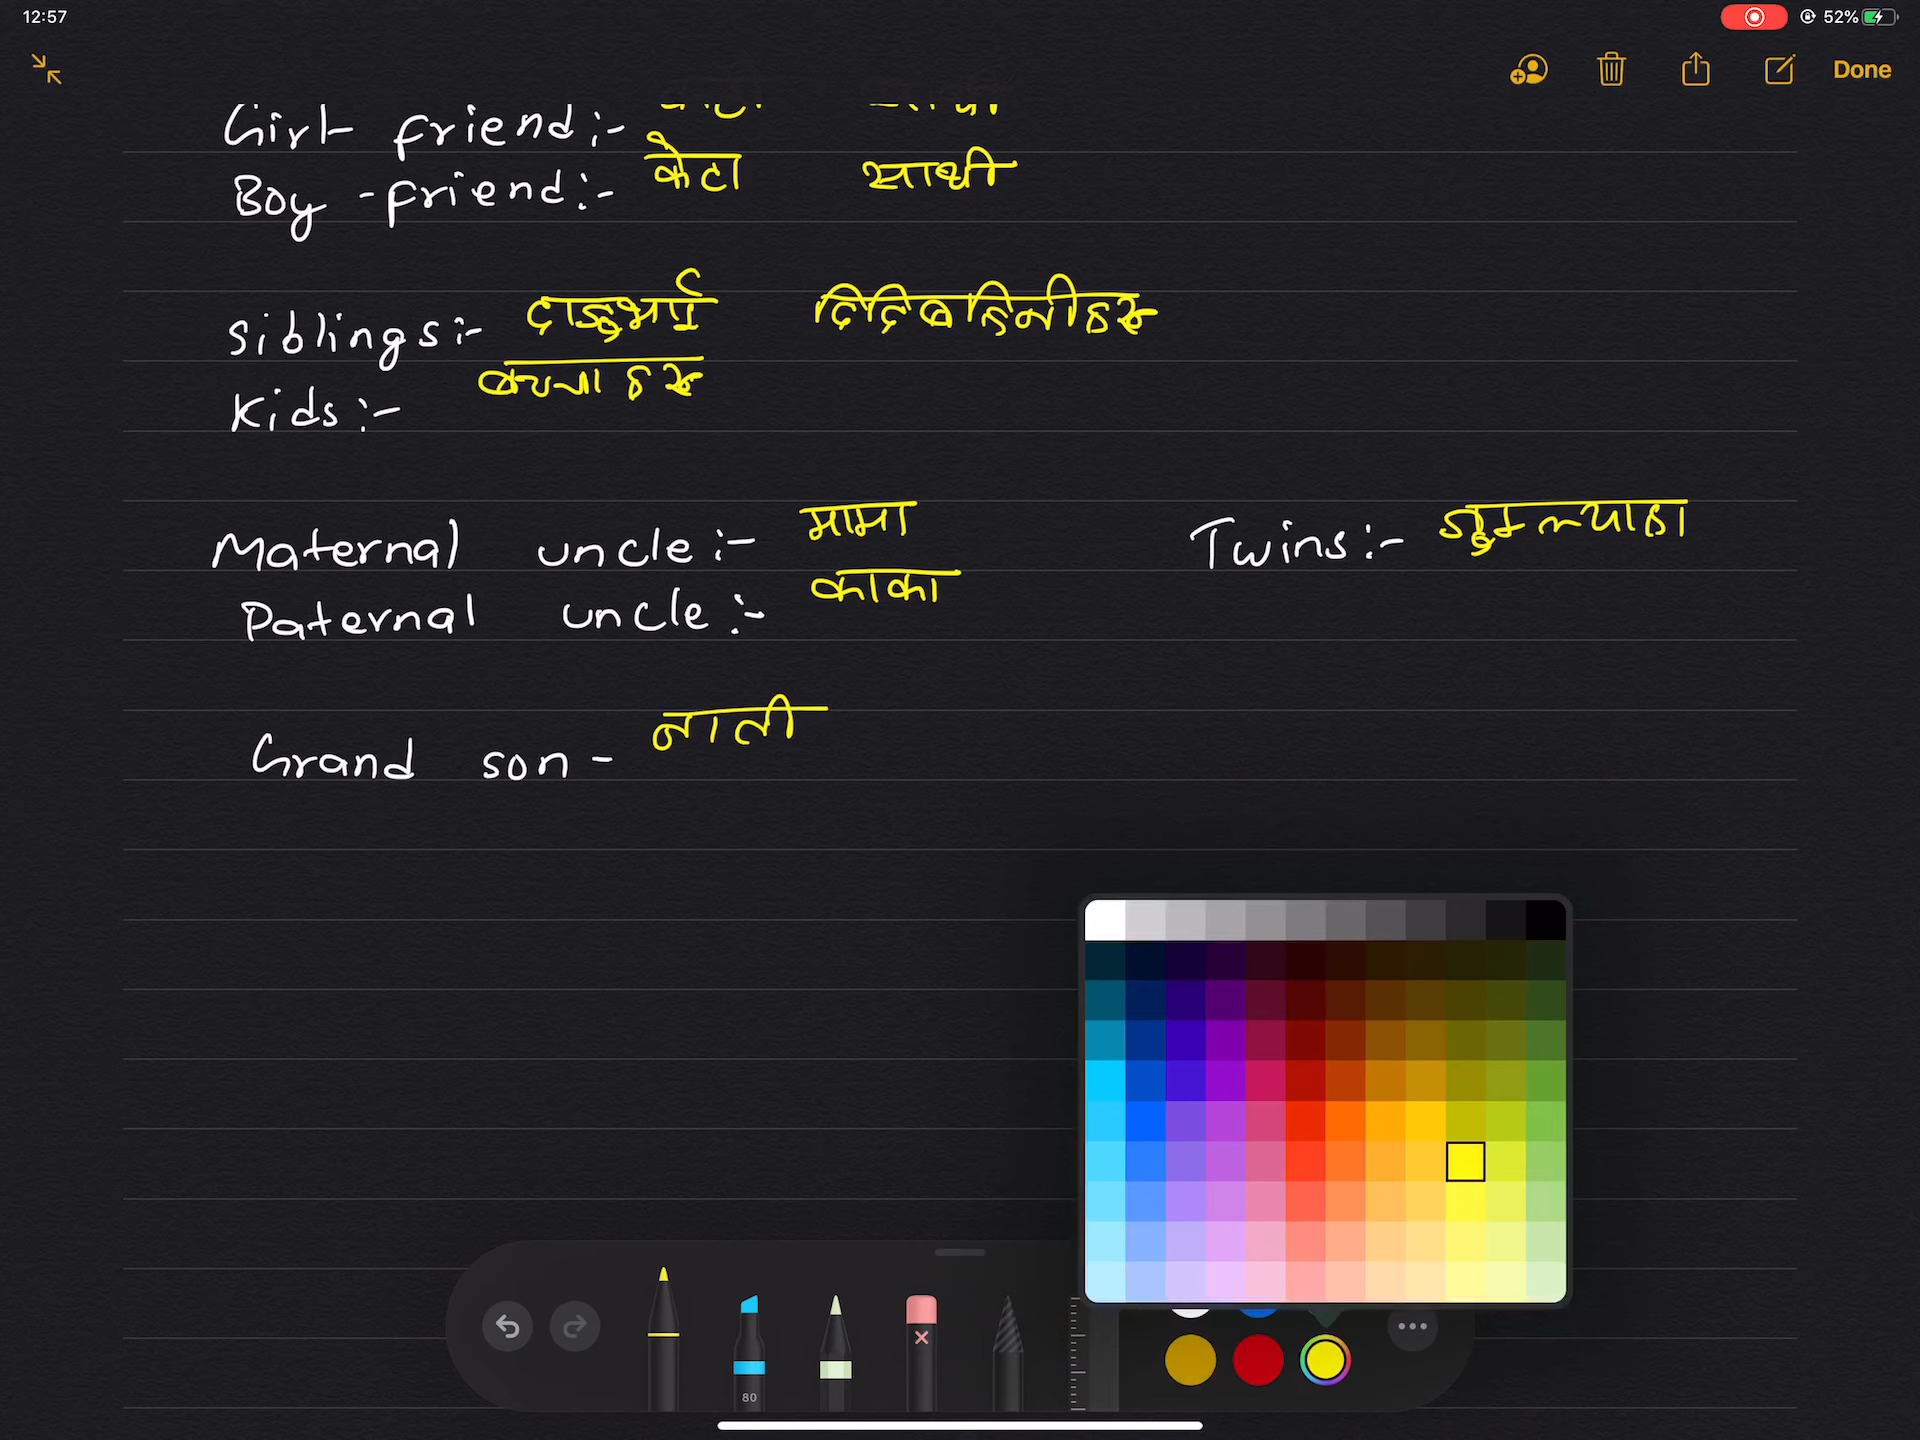 12:57
52%
Done
Girl friend:-
Boy-friend:- केटा साथी
Siblings:- दाजुभाई दिदिबहिनीहरू
Kids:- बच्चाहरू
Maternal uncle:- मामा
Twins:- जुम्ल्याहा
Paternal uncle:- काका
Grand son- नाती
80